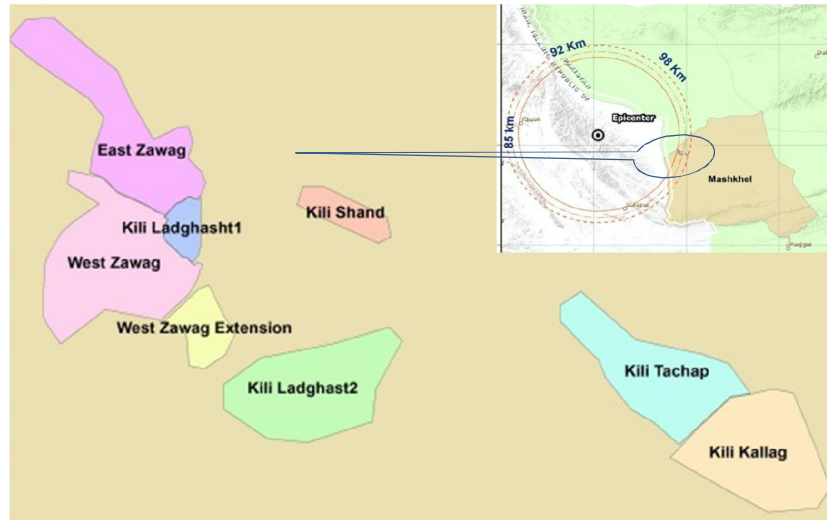 92 Km
98 Km
85 km
Epicenter
Mashkhel
East Zawag
Kili Ladghasht1
Kili Shand
West Zawag
West Zawag Extension
Kili Ladghast2
Kili Tachap
Kili Kallag